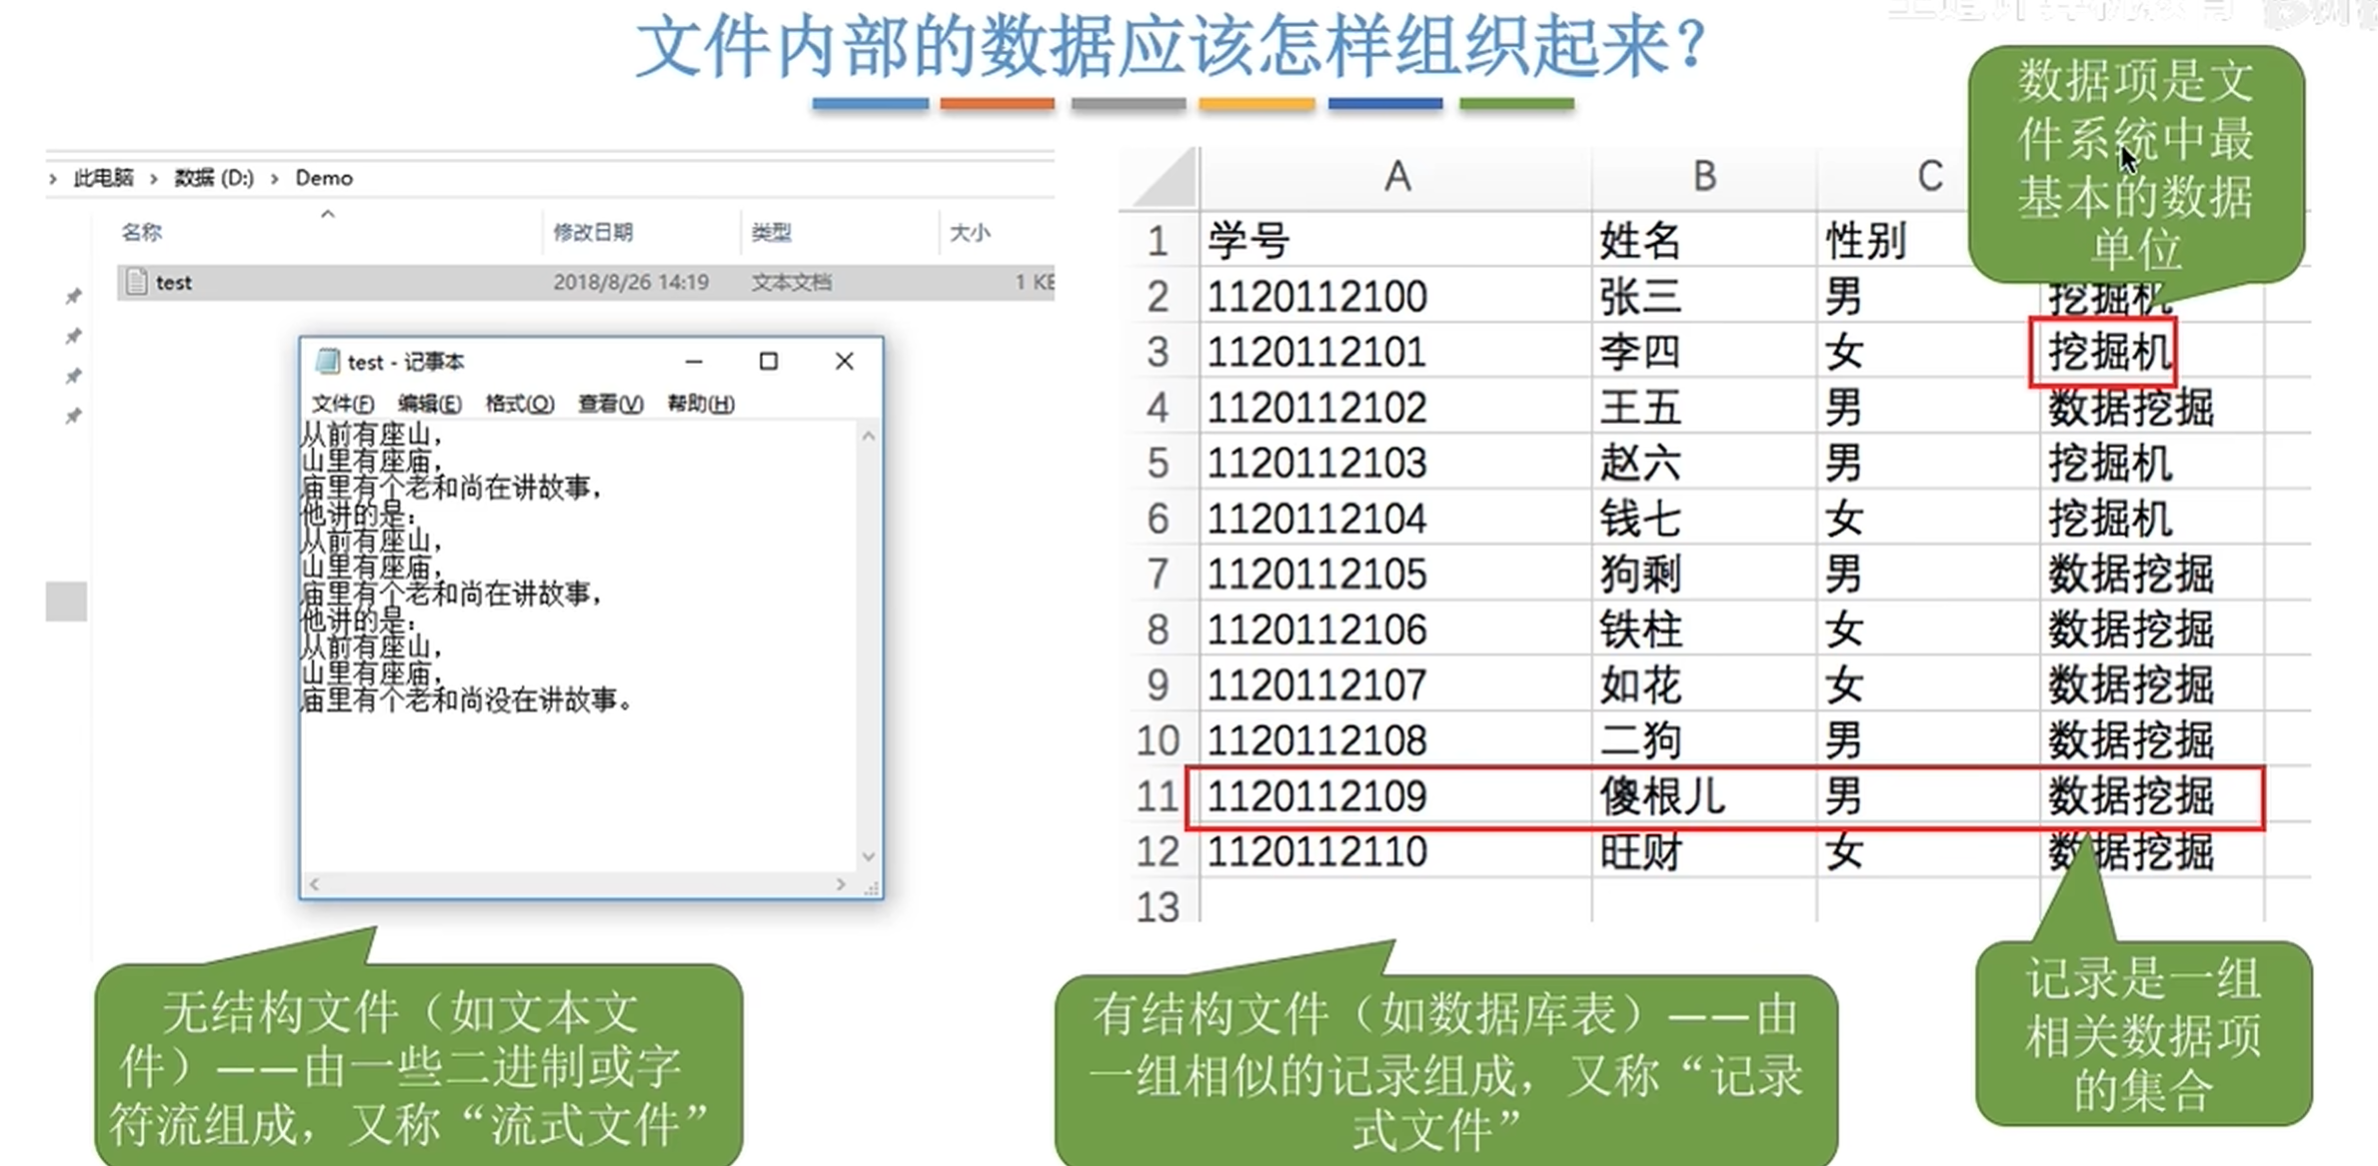 文件内部的数据应该怎样组织起来？
› 此电脑 › 数据 (D:) › Demo
名称 修改日期 类型 大小
test 2018/8/26 14:19 文本文档 1 KB
test - 记事本
文件(F) 编辑(E) 格式(O) 查看(V) 帮助(H)
从前有座山，
山里有座庙，
庙里有个老和尚在讲故事，
他讲的是：
从前有座山，
山里有座庙，
庙里有个老和尚在讲故事，
他讲的是：
从前有座山，
山里有座庙，
庙里有个老和尚没在讲故事。
无结构文件（如文本文
件）——由一些二进制或字
符流组成，又称“流式文件”
A B C
1 学号 姓名 性别
2 1120112100 张三 男 挖掘机
3 1120112101 李四 女 挖掘机
4 1120112102 王五 男 数据挖掘
5 1120112103 赵六 男 挖掘机
6 1120112104 钱七 女 挖掘机
7 1120112105 狗剩 男 数据挖掘
8 1120112106 铁柱 女 数据挖掘
9 1120112107 如花 女 数据挖掘
10 1120112108 二狗 男 数据挖掘
11 1120112109 傻根儿 男 数据挖掘
12 1120112110 旺财 女 数据挖掘
13
数据项是文
件系统中最
基本的数据
单位
有结构文件（如数据库表）——由
一组相似的记录组成，又称“记录
式文件”
记录是一组
相关数据项
的集合